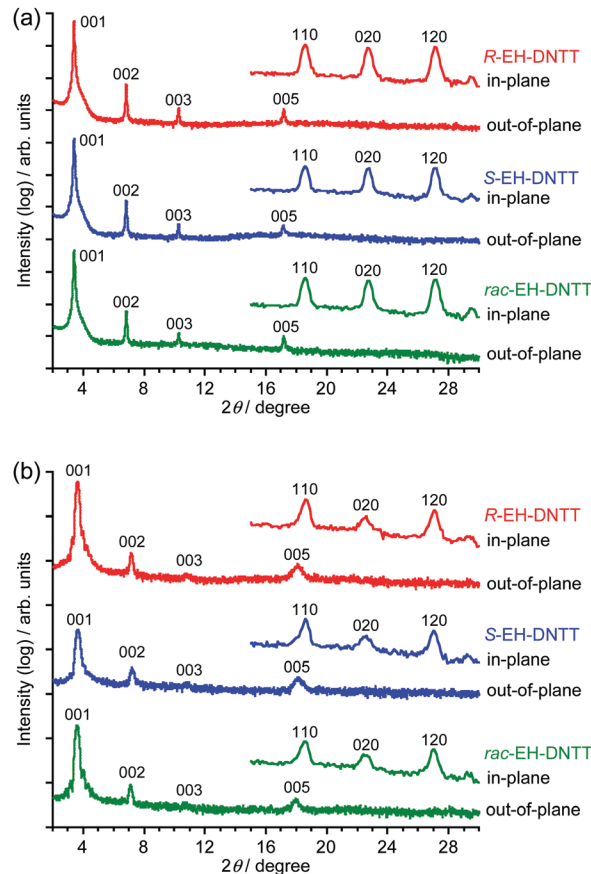 (a)
001
002
003
005
110
020
120
R-EH-DNTT
in-plane
out-of-plane
001
002
003
005
110
020
120
S-EH-DNTT
in-plane
out-of-plane
001
002
003
005
110
020
120
rac-EH-DNTT
in-plane
out-of-plane
Intensity (log) / arb. units
4 8 12 16 20 24 28
2θ / degree
(b)
001
002
003
005
110
020
120
R-EH-DNTT
in-plane
out-of-plane
001
002
003
005
110
020
120
S-EH-DNTT
in-plane
out-of-plane
001
002
003
005
110
020
120
rac-EH-DNTT
in-plane
out-of-plane
Intensity (log) / arb. units
4 8 12 16 20 24 28
2θ / degree